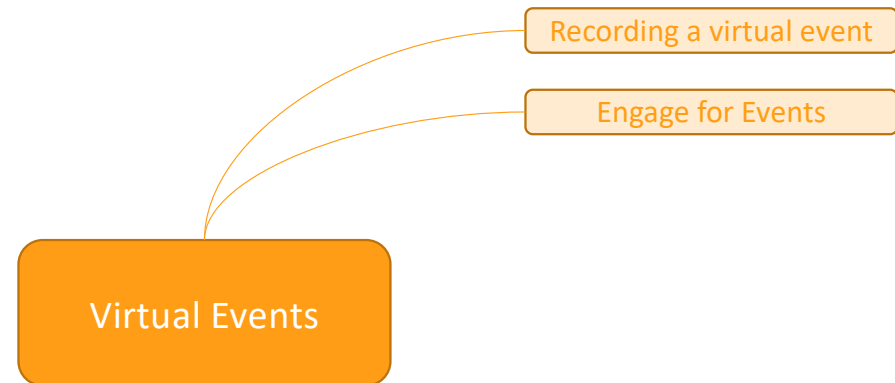 Recording a virtual event
Engage for Events
Virtual Events